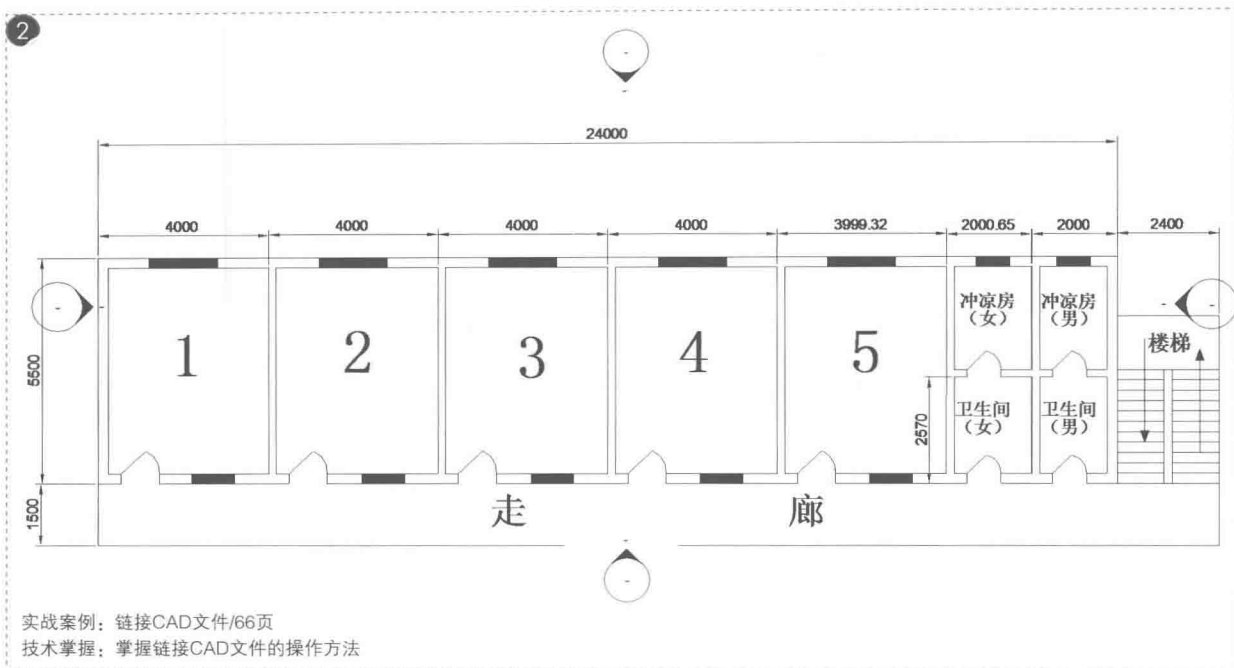 2
24000
4000 4000 4000 4000 3999.32 2000.65 2000 2400
1 2 3 4 5
冲凉房
（女）
冲凉房
（男）
楼梯
5500
2570
卫生间
（女）
卫生间
（男）
1500
走 廊
实战案例：链接CAD文件/66页
技术掌握：掌握链接CAD文件的操作方法